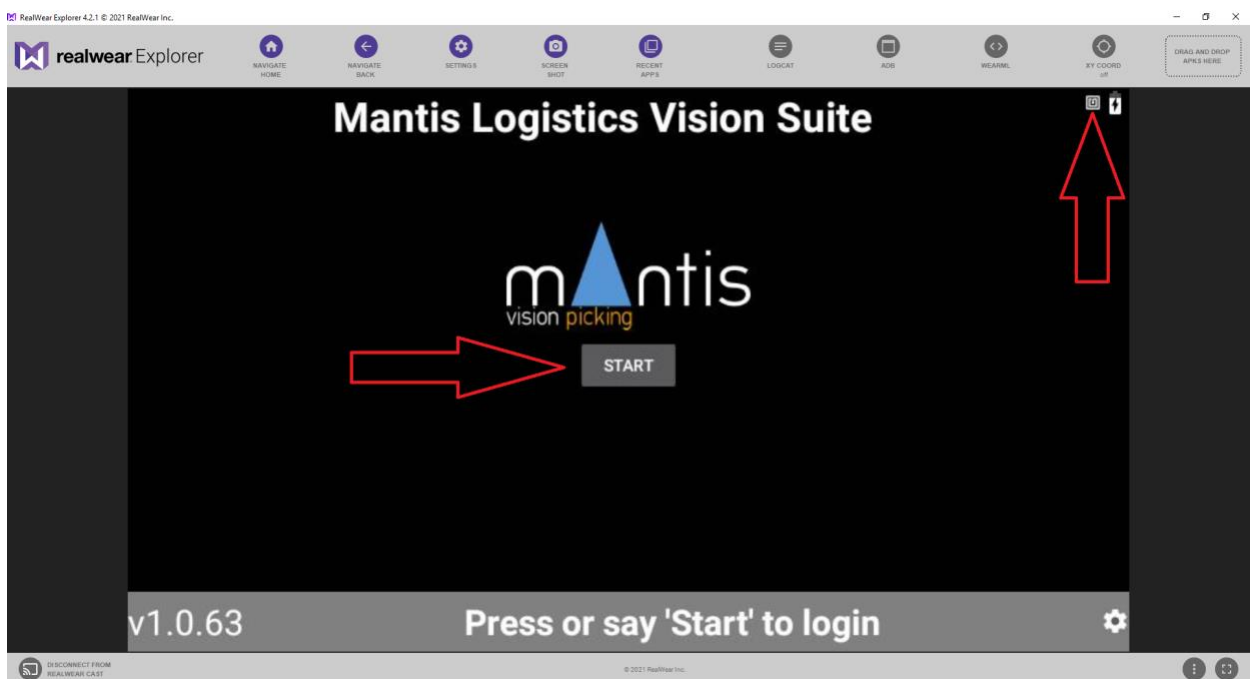 RealWear Explorer 4.2.1 © 2021 RealWear Inc.
realwear Explorer
NAVIGATE
HOME
NAVIGATE
BACK
SETTINGS
SCREEN
SHOT
RECENT
APPS
LOGCAT
ADB
WEARML
XY COORD
off
DRAG AND DROP
APKS HERE
Mantis Logistics Vision Suite
mantis
vision picking
START
v1.0.63
Press or say 'Start' to login
DISCONNECT FROM
REALWEAR CAST
© 2021 RealWear Inc.